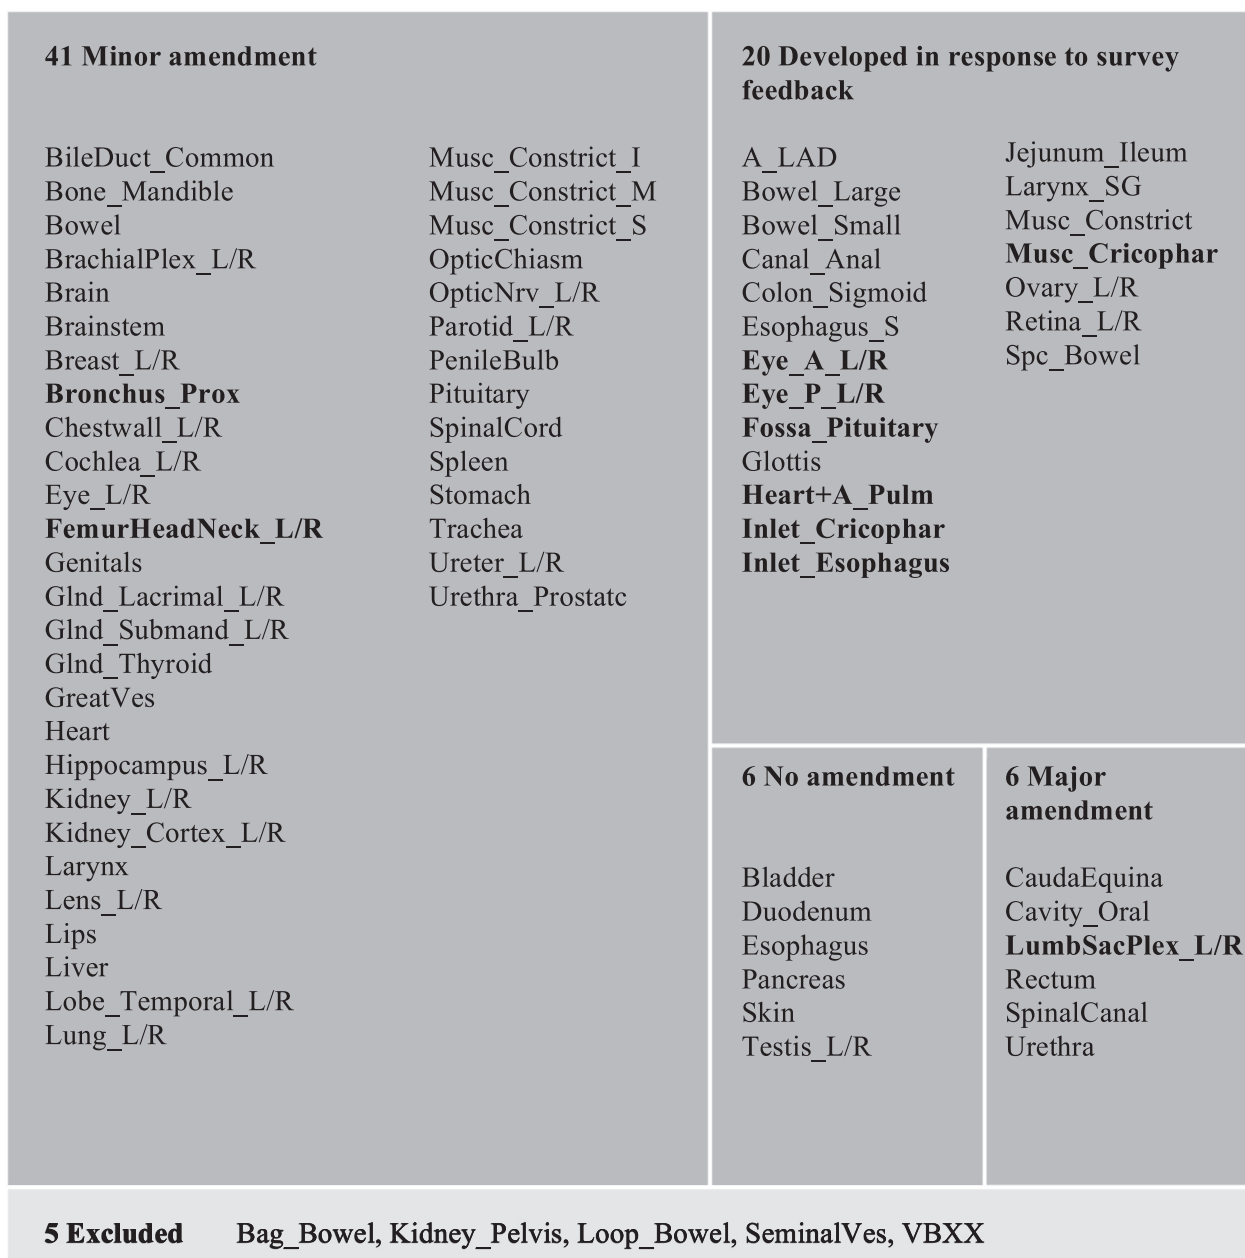 41 Minor amendment
BileDuct_Common
Bone_Mandible
Bowel
BrachialPlex_L/R
Brain
Brainstem
Breast_L/R
Bronchus_Prox
Chestwall_L/R
Cochlea_L/R
Eye_L/R
FemurHeadNeck_L/R
Genitals
Glnd_Lacrimal_L/R
Glnd_Submand_L/R
Glnd_Thyroid
GreatVes
Heart
Hippocampus_L/R
Kidney_L/R
Kidney_Cortex_L/R
Larynx
Lens_L/R
Lips
Liver
Lobe_Temporal_L/R
Lung_L/R
Musc_Constrict_I
Musc_Constrict_M
Musc_Constrict_S
OpticChiasm
OpticNrv_L/R
Parotid_L/R
PenileBulb
Pituitary
SpinalCord
Spleen
Stomach
Trachea
Ureter_L/R
Urethra_Prostatc
20 Developed in response to survey
feedback
A_LAD
Bowel_Large
Bowel_Small
Canal_Anal
Colon_Sigmoid
Esophagus_S
Eye_A_L/R
Eye_P_L/R
Fossa_Pituitary
Glottis
Heart+A_Pulm
Inlet_Cricophar
Inlet_Esophagus
Jejunum_Ileum
Larynx_SG
Musc_Constrict
Musc_Cricophar
Ovary_L/R
Retina_L/R
Spc_Bowel
6 No amendment
Bladder
Duodenum
Esophagus
Pancreas
Skin
Testis_L/R
6 Major
amendment
CaudaEquina
Cavity_Oral
LumbSacPlex_L/R
Rectum
SpinalCanal
Urethra
5 Excluded Bag_Bowel, Kidney_Pelvis, Loop_Bowel, SeminalVes, VBXX